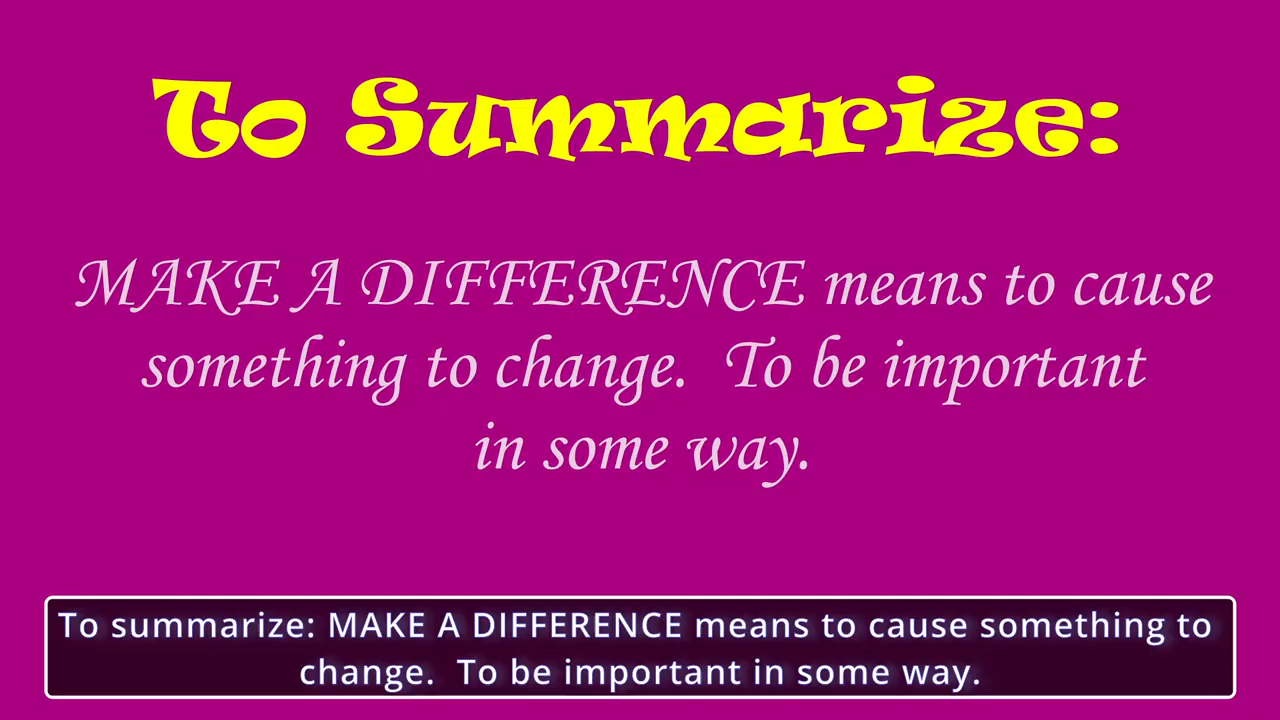 To Summarize:
MAKE A DIFFERENCE means to cause
something to change.  To be important
in some way.
To summarize: MAKE A DIFFERENCE means to cause something to
change.  To be important in some way.